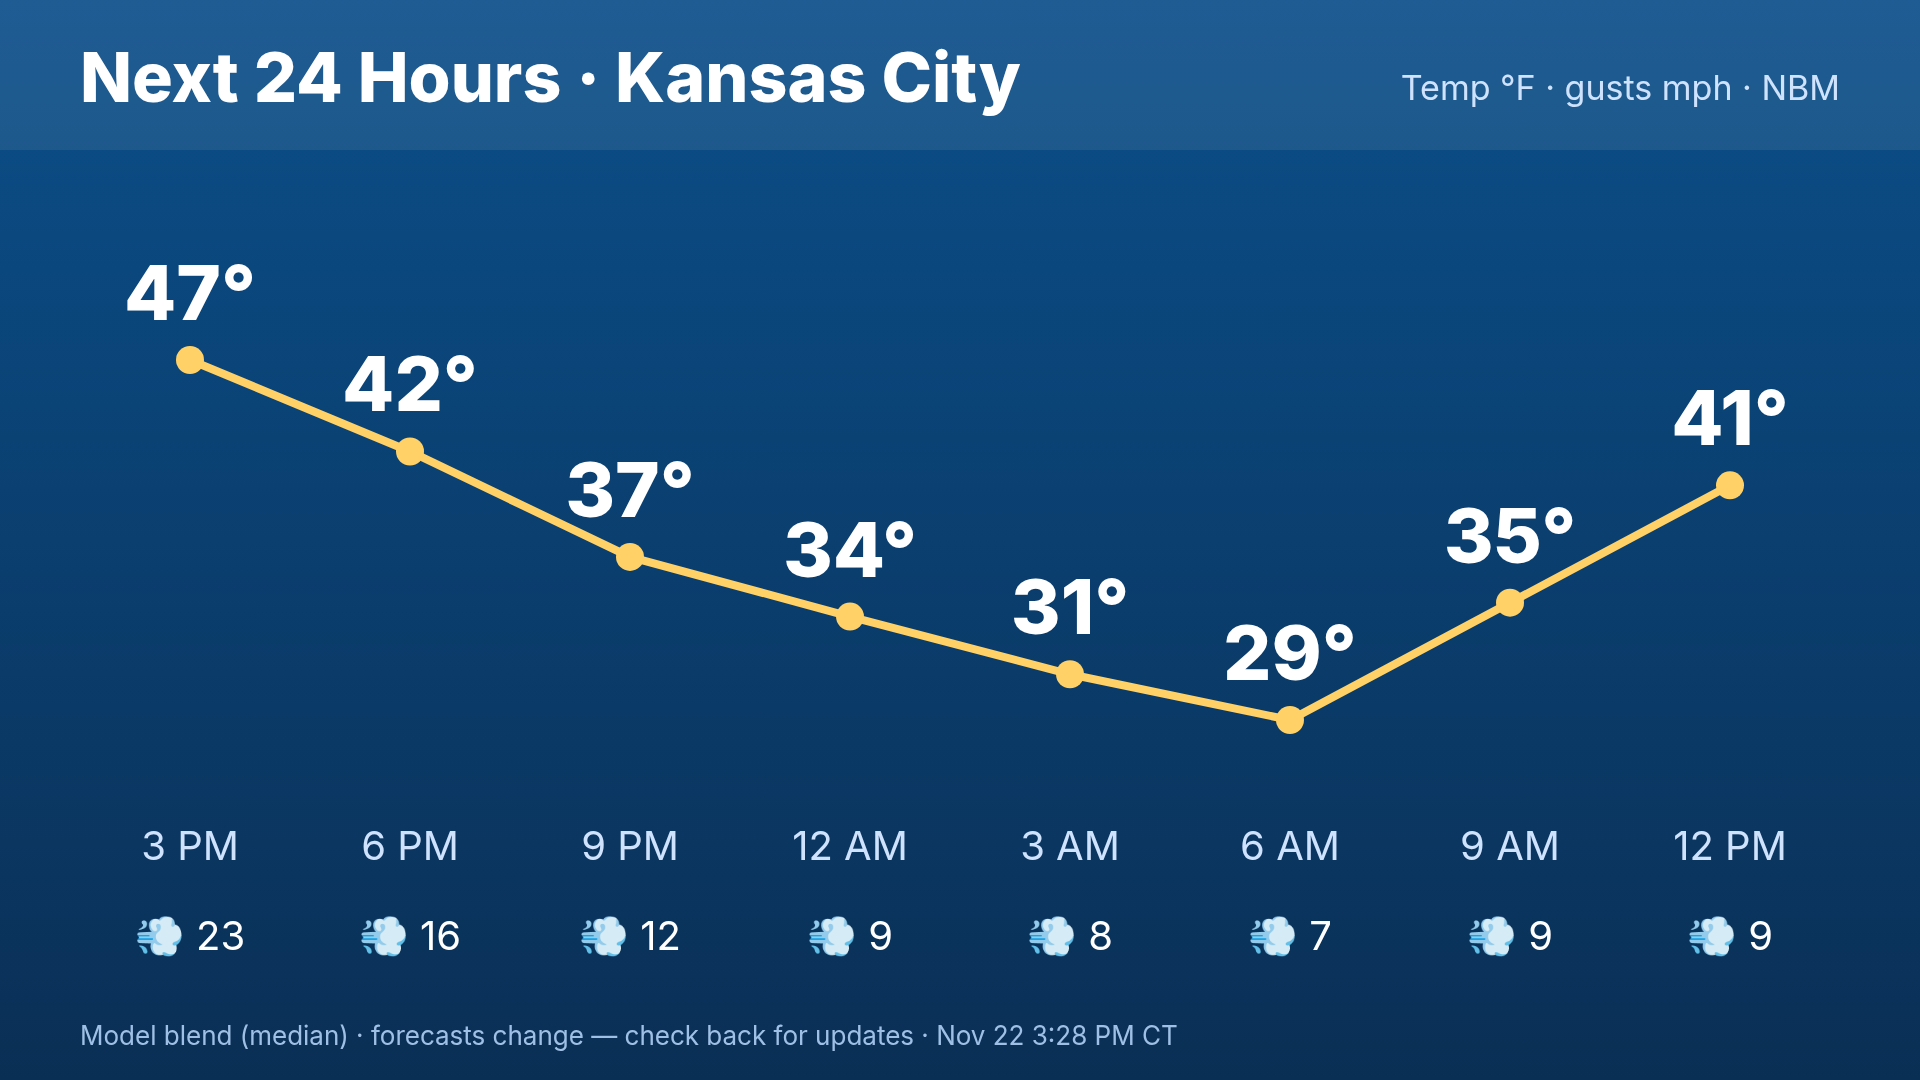 Next 24 Hours · Kansas City
Temp °F · gusts mph · NBM
47°
42°
37°
34°
31°
29°
35°
41°
3 PM 6 PM 9 PM 12 AM 3 AM 6 AM 9 AM 12 PM
💨 23 💨 16 💨 12 💨 9 💨 8 💨 7 💨 9 💨 9
Model blend (median) · forecasts change — check back for updates · Nov 22 3:28 PM CT